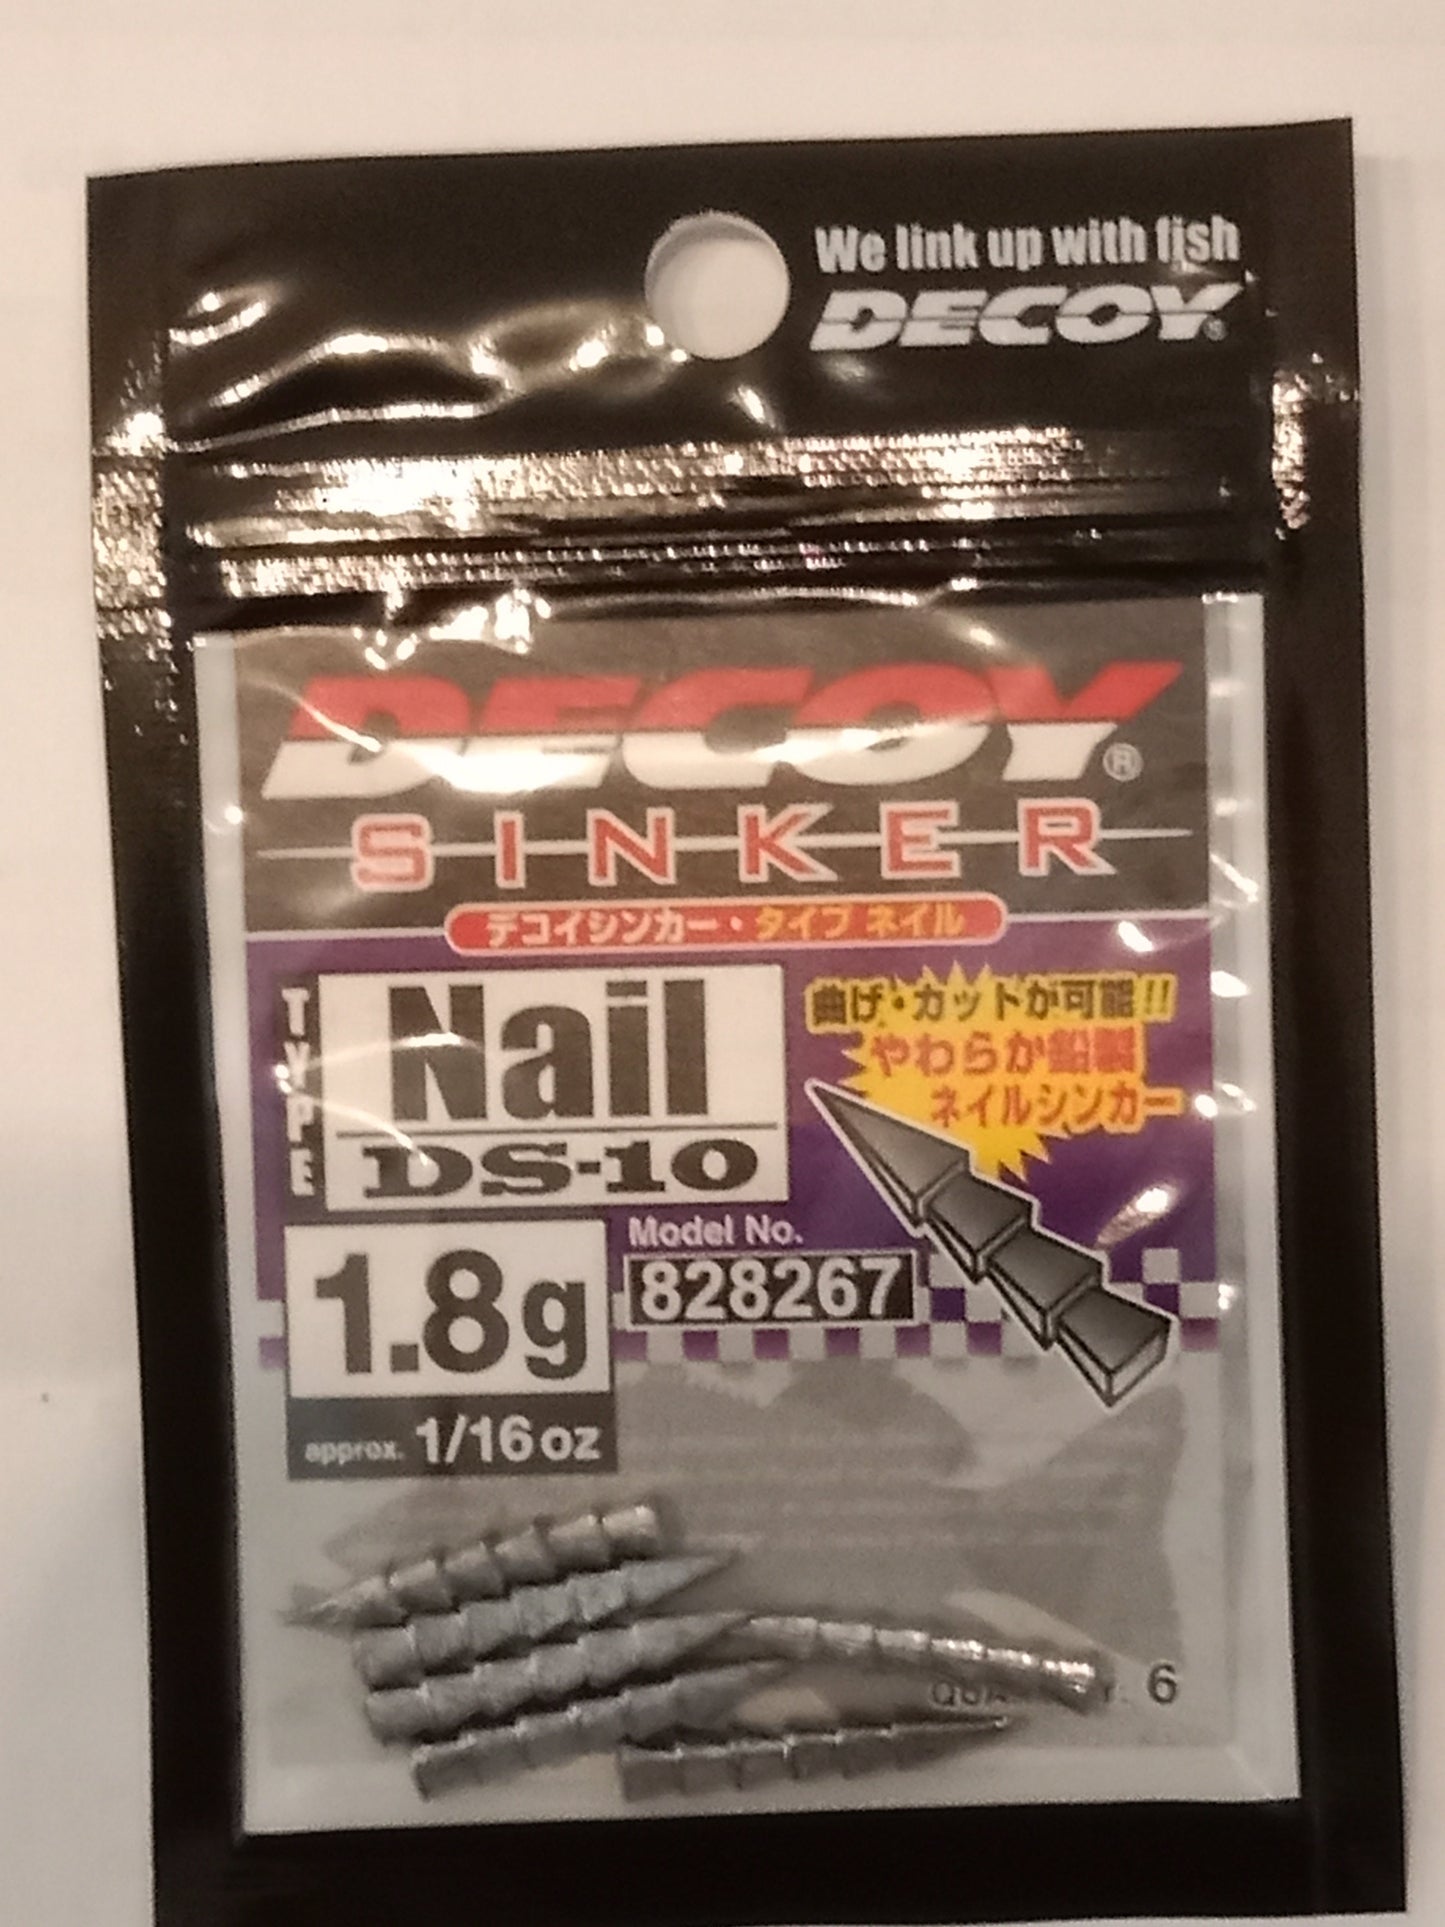 We link up with fish
DECOY®
DECOY®
SINKER
デコイシンカー・タイプ ネイル
TYPE
Nail
DS-10
曲げ・カットが可能!!
やわらか鉛製
ネイルシンカー
1.8g
approx. 1/16oz
Model No.
828267
6